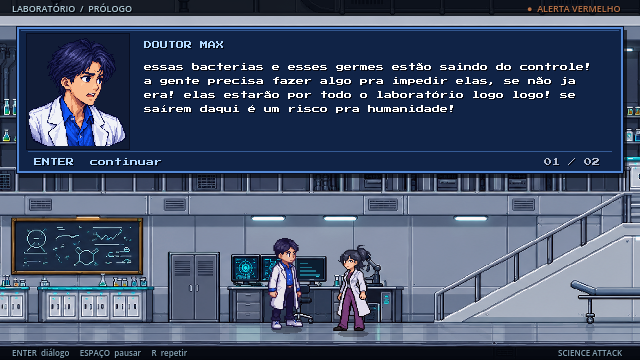 LABORATÓRIO / PRÓLOGO
● ALERTA VERMELHO
DOUTOR MAX
essas bacterias e esses germes estão saindo do controle!
a gente precisa fazer algo pra impedir elas, se não ja
era! elas estarão por todo o laboratório logo logo! se
saírem daqui é um risco pra humanidade!
ENTER continuar
01 / 02
ENTER diálogo ESPAÇO pausar R repetir
SCIENCE ATTACK